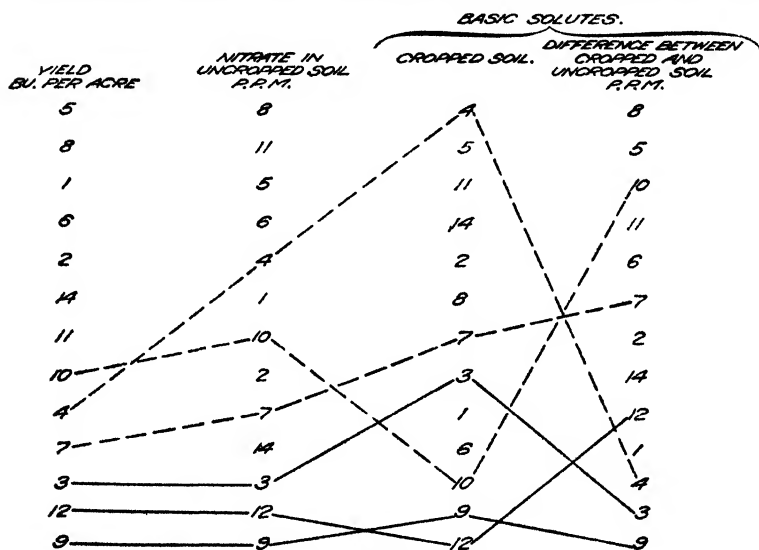 BASIC SOLUTES.
YIELD
BU. PER ACRE
NITRATE IN
UNCROPPED SOIL
P.P.M.
CROPPED SOIL.
DIFFERENCE BETWEEN
CROPPED AND
UNCROPPED SOIL
P.P.M.
5 8 4 8
8 11 5 5
1 5 11 10
6 6 14 11
2 4 2 6
14 1 8 7
11 10 7 2
10 2 3 14
4 7 1 12
7 14 6 1
3 3 10 4
12 12 9 3
9 9 12 9